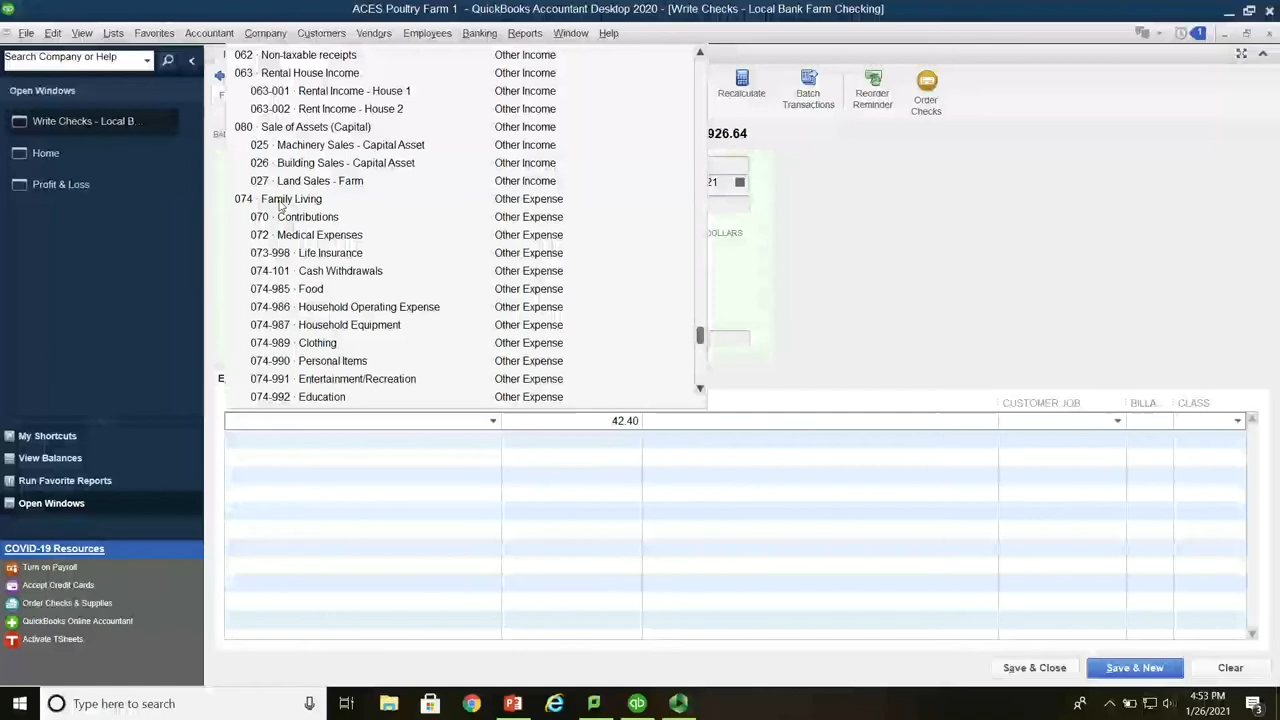 ACES Poultry Farm 1 - QuickBooks Accountant Desktop 2020 - [Write Checks - Local Bank Farm Checking]
File Edit View Lists Favorites Accountant Company Customers Vendors Employees Banking Reports Window Help
1
Search Company or Help
Open Windows
Write Checks - Local B...
Home
Profit & Loss
My Shortcuts
View Balances
Run Favorite Reports
Open Windows
COVID-19 Resources
Turn on Payroll
Accept Credit Cards
Order Checks & Supplies
QuickBooks Online Accountant
Activate TSheets
Recalculate
Batch Transactions
Reorder Reminder
Order Checks
926.64
21
DOLLARS
062 · Non-taxable receipts Other Income
063 · Rental House Income Other Income
063-001 · Rental Income - House 1 Other Income
063-002 · Rent Income - House 2 Other Income
080 · Sale of Assets (Capital) Other Income
025 · Machinery Sales - Capital Asset Other Income
026 · Building Sales - Capital Asset Other Income
027 · Land Sales - Farm Other Income
074 · Family Living Other Expense
070 · Contributions Other Expense
072 · Medical Expenses Other Expense
073-998 · Life Insurance Other Expense
074-101 · Cash Withdrawals Other Expense
074-985 · Food Other Expense
074-986 · Household Operating Expense Other Expense
074-987 · Household Equipment Other Expense
074-989 · Clothing Other Expense
074-990 · Personal Items Other Expense
074-991 · Entertainment/Recreation Other Expense
074-992 · Education Other Expense
CUSTOMER:JOB BILLA... CLASS
42.40
Save & Close Save & New Clear
Type here to search
4:53 PM
1/26/2021
3